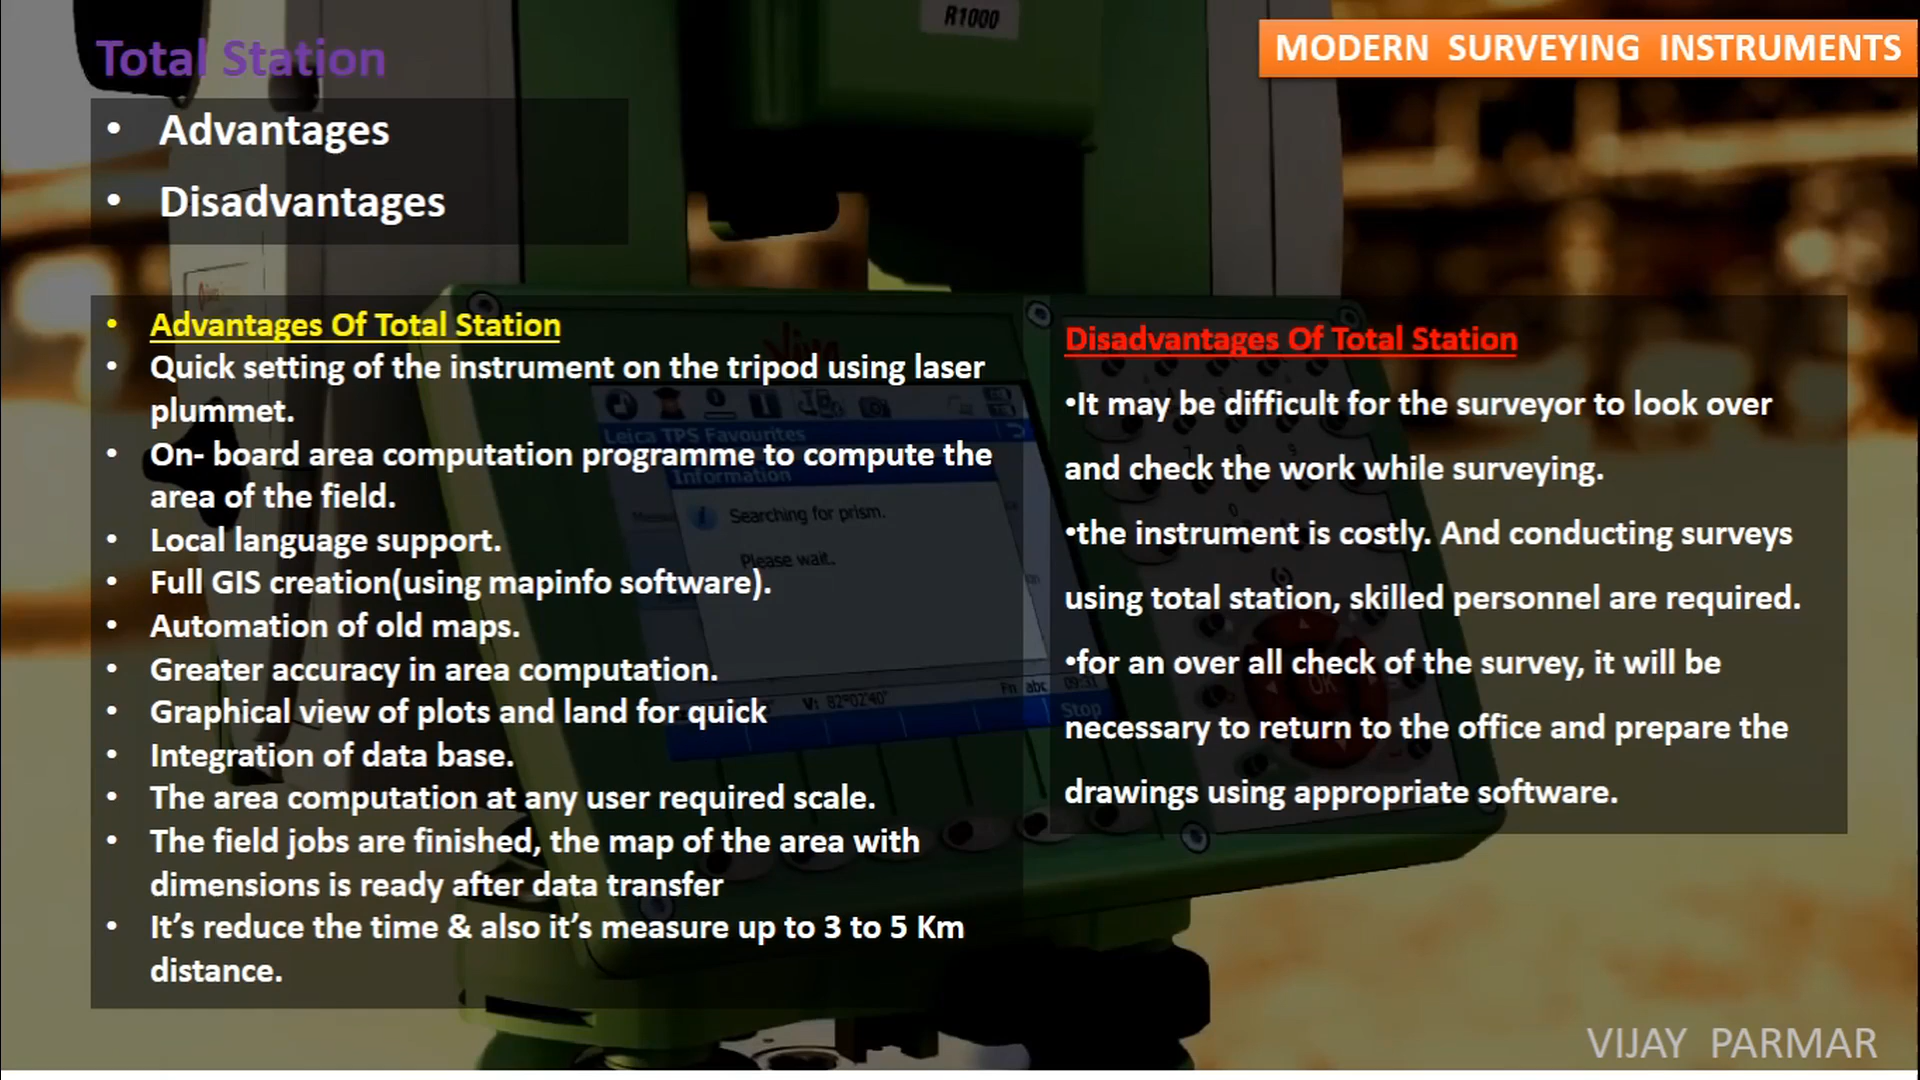 R1000
Total Station
MODERN SURVEYING INSTRUMENTS
• Advantages
• Disadvantages
• Advantages Of Total Station
• Quick setting of the instrument on the tripod using laser
plummet.
• On- board area computation programme to compute the
area of the field.
• Local language support.
• Full GIS creation(using mapinfo software).
• Automation of old maps.
• Greater accuracy in area computation.
• Graphical view of plots and land for quick
• Integration of data base.
• The area computation at any user required scale.
• The field jobs are finished, the map of the area with
dimensions is ready after data transfer
• It's reduce the time & also it's measure up to 3 to 5 Km
distance.
Disadvantages Of Total Station
•It may be difficult for the surveyor to look over
and check the work while surveying.
•the instrument is costly. And conducting surveys
using total station, skilled personnel are required.
•for an over all check of the survey, it will be
necessary to return to the office and prepare the
drawings using appropriate software.
Viva
Leica TPS Favourites
Information
Searching for prism.
Please wait.
V: 82°02'40"
Fn abc 09:31
Stop
OK
VIJAY PARMAR